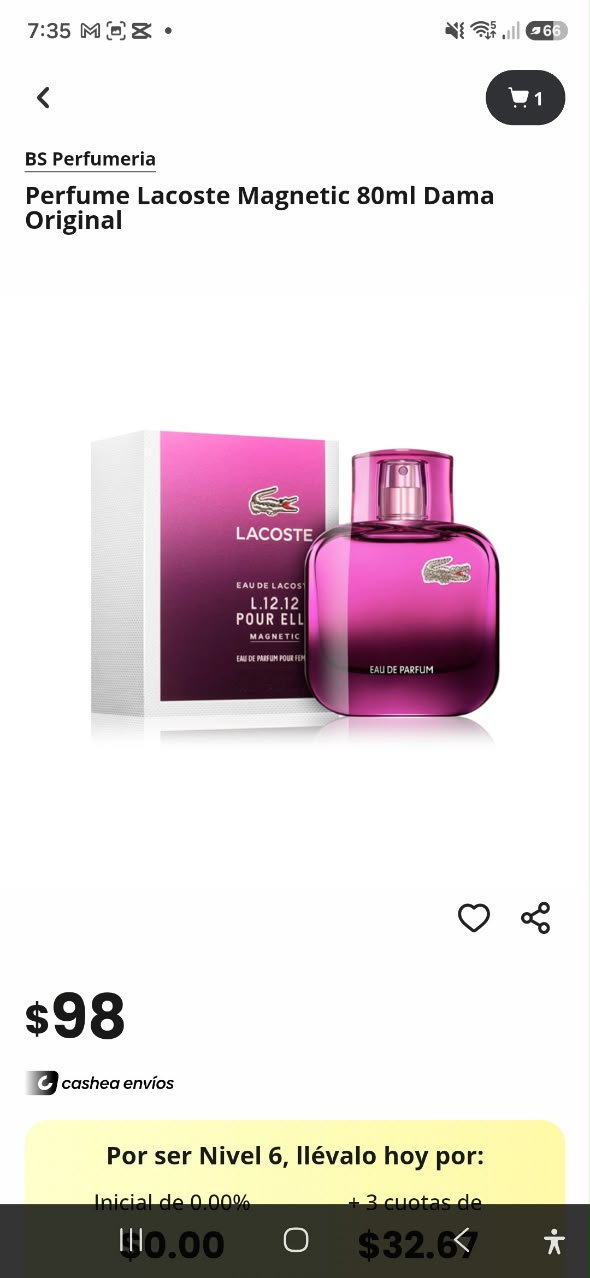 7:35
5
66
1
BS Perfumeria
Perfume Lacoste Magnetic 80ml Dama
Original
LACOSTE
EAU DE LACOST
L.12.12
POUR ELL
MAGNETIC
EAU DE PARFUM POUR FEM
EAU DE PARFUM
$98
cashea envíos
Por ser Nivel 6, llévalo hoy por:
Inicial de 0.00% + 3 cuotas de
$0.00 $32.67